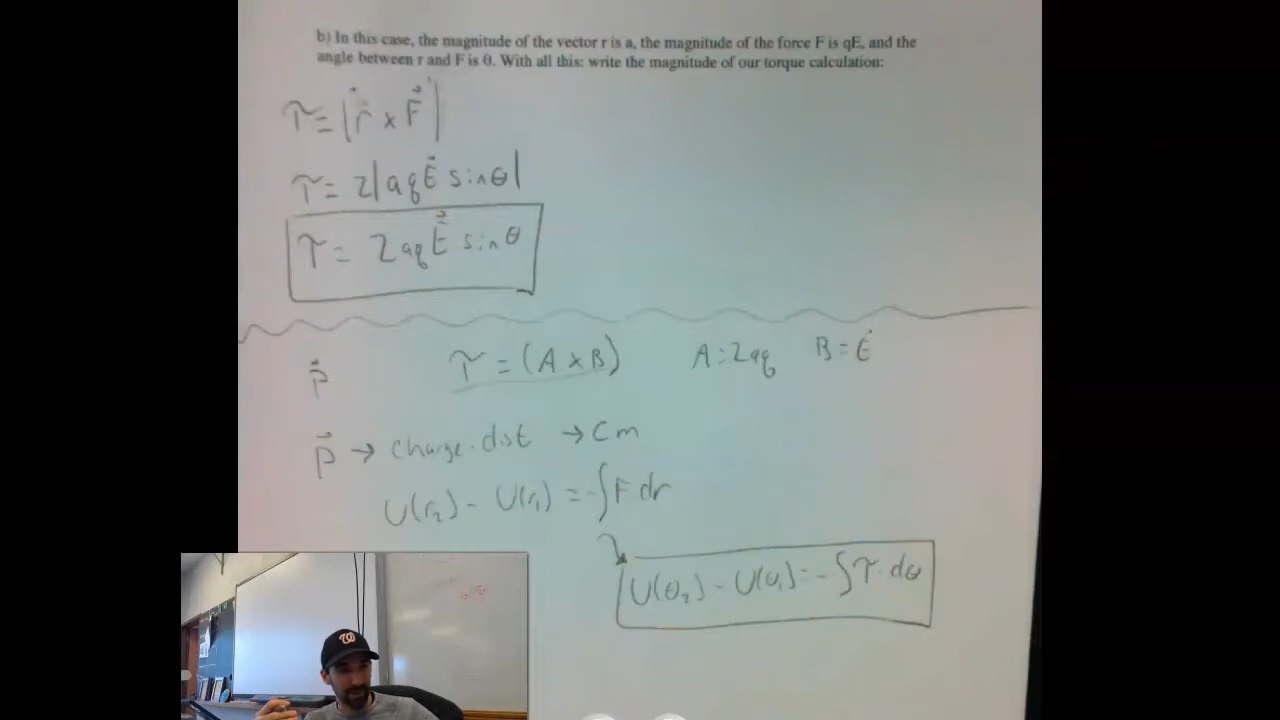 b) In this case, the magnitude of the vector r is a, the magnitude of the force F is qE, and the
angle between r and F is θ. With all this: write the magnitude of our torque calculation:
τ = |r⃗ × F⃗|
τ = 2|aqE⃗ sinθ|
τ = 2aqE⃗ sinθ
p⃗ τ = (A × B) A = 2aq B = E⃗
p⃗ → charge dist → Cm
U(r₂) - U(r₁) = -∫F dr
U(θ₂) - U(θ₁) = -∫τ·dθ
W